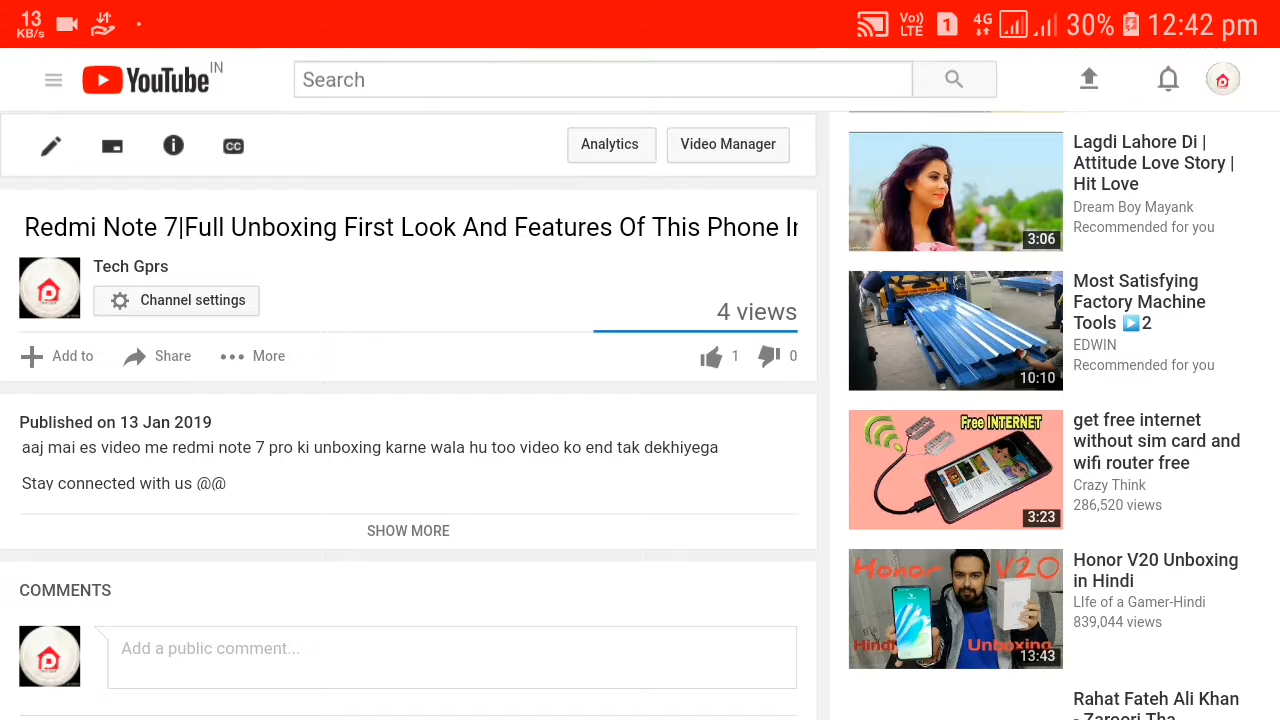 13
KB/s
Vo))
LTE
1
4G
30%
12:42 pm
YouTube IN
Search
CC
Analytics
Video Manager
Redmi Note 7|Full Unboxing First Look And Features Of This Phone In
Tech Gprs
Channel settings
4 views
Add to
Share
More
1
0
Published on 13 Jan 2019
aaj mai es video me redmi note 7 pro ki unboxing karne wala hu too video ko end tak dekhiyega
Stay connected with us @@
SHOW MORE
COMMENTS
Add a public comment...
Lagdi Lahore Di |
Attitude Love Story |
Hit Love
Dream Boy Mayank
Recommended for you
3:06
Most Satisfying
Factory Machine
Tools ▶️2
EDWIN
Recommended for you
10:10
Free INTERNET
get free internet
without sim card and
wifi router free
Crazy Think
286,520 views
3:23
Honor V20
Hindi Unboxing
13:43
Honor V20 Unboxing
in Hindi
LIfe of a Gamer-Hindi
839,044 views
Rahat Fateh Ali Khan
- Zaroori Tha